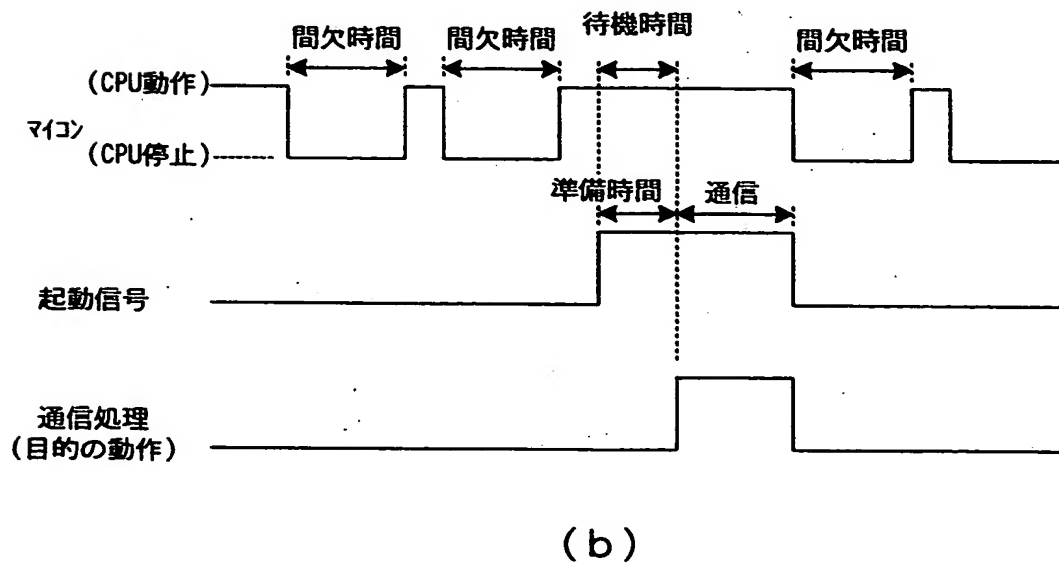 間欠時間
間欠時間
待機時間
間欠時間
(CPU動作)
マイコン
(CPU停止)
準備時間
通信
起動信号
通信処理
(目的の動作)
(b)